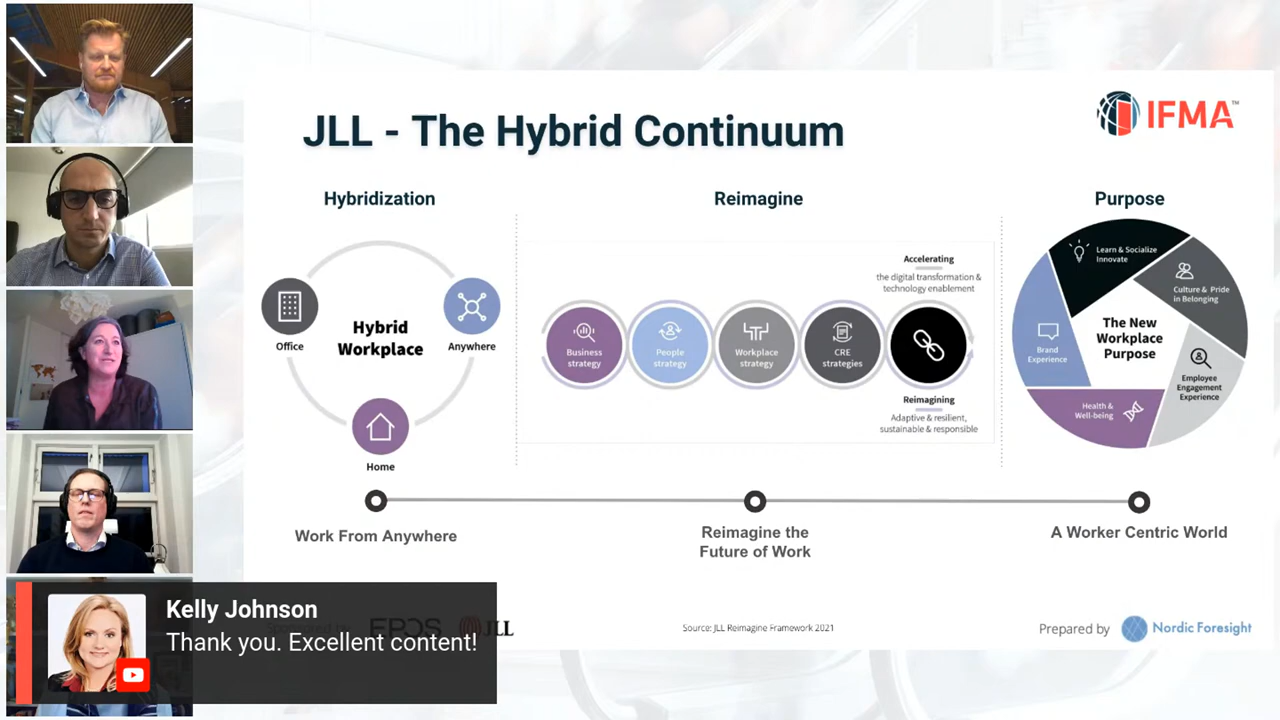 JLL - The Hybrid Continuum
IFMA™
Hybridization
Reimagine
Purpose
Office
Hybrid
Workplace
Anywhere
Home
Business
strategy
People
strategy
Workplace
strategy
CRE
strategies
Accelerating
the digital transformation &
technology enablement
Reimagining
Adaptive & resilient,
sustainable & responsible
Learn & Socialize
Innovate
Culture & Pride
in Belonging
The New
Workplace
Purpose
Brand
Experience
Employee
Engagement
Experience
Health &
Well-being
Work From Anywhere
Reimagine the
Future of Work
A Worker Centric World
Kelly Johnson
Thank you. Excellent content!
EPOS
JLL
Source: JLL Reimagine Framework 2021
Prepared by
Nordic Foresight